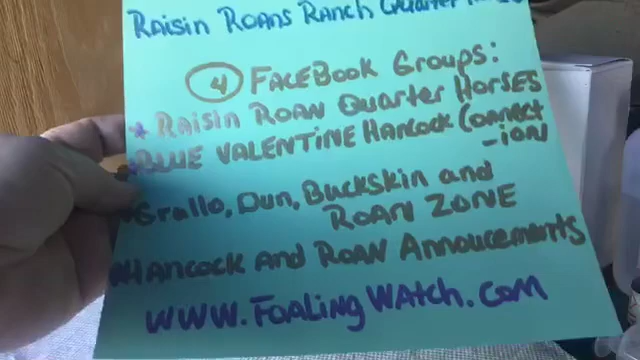 Raisin Roans Ranch Quarter
4 FaceBook Groups:
* Raisin Roan Quarter Horses
Blue Valentine Hancock Connect
-ion
Grullo, Dun, Buckskin and
Roan Zone
Hancock and Roan Annoucements
www.FoalingWatch.com